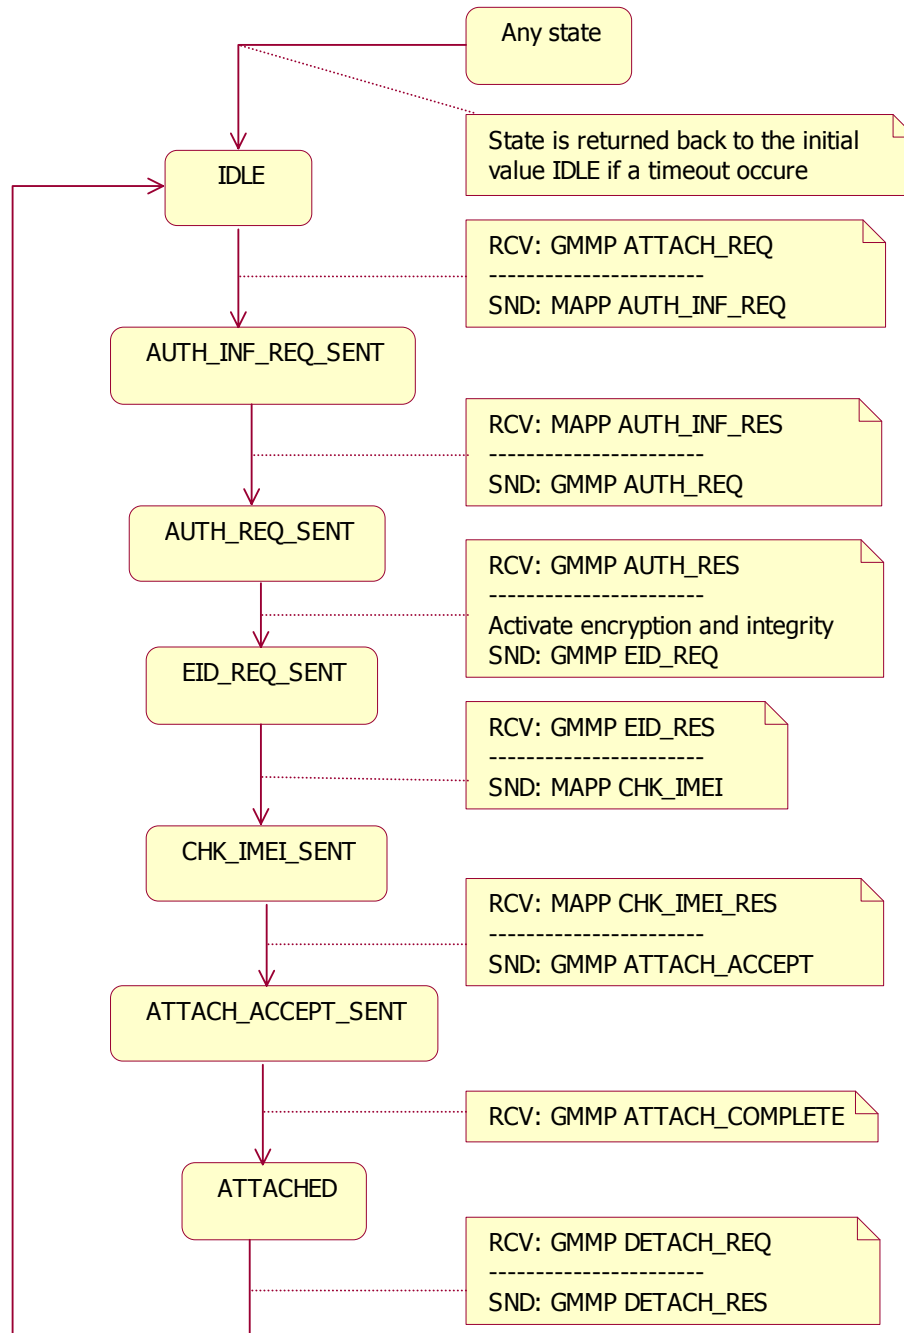 Any state
State is returned back to the initial
value IDLE if a timeout occure
IDLE
RCV: GMMP ATTACH_REQ
-----------------------
SND: MAPP AUTH_INF_REQ
AUTH_INF_REQ_SENT
RCV: MAPP AUTH_INF_RES
-----------------------
SND: GMMP AUTH_REQ
AUTH_REQ_SENT
RCV: GMMP AUTH_RES
-----------------------
Activate encryption and integrity
SND: GMMP EID_REQ
EID_REQ_SENT
RCV: GMMP EID_RES
-----------------------
SND: MAPP CHK_IMEI
CHK_IMEI_SENT
RCV: MAPP CHK_IMEI_RES
-----------------------
SND: GMMP ATTACH_ACCEPT
ATTACH_ACCEPT_SENT
RCV: GMMP ATTACH_COMPLETE
ATTACHED
RCV: GMMP DETACH_REQ
-----------------------
SND: GMMP DETACH_RES